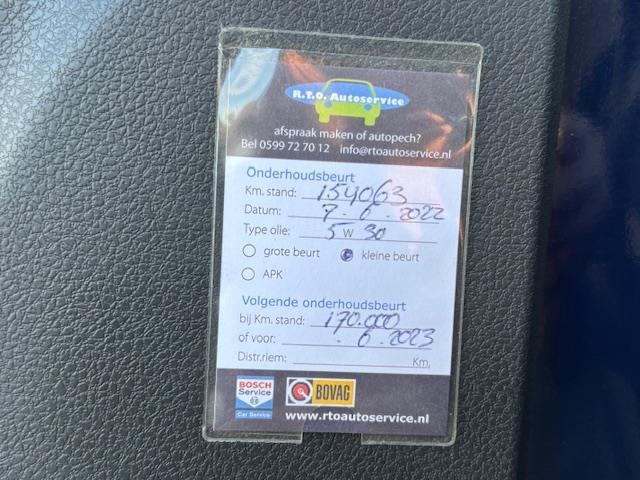 R.T.O. Autoservice
afspraak maken of autopech?
Bel 0599 72 70 12 info@rtoautoservice.nl
Onderhoudsbeurt
Km. stand: 154063
Datum: 7-6-2022
Type olie: 5W30
grote beurt kleine beurt
APK
Volgende onderhoudsbeurt
bij Km. stand: 170.000
of voor: . 6.2023
Distr.riem: Km.
BOSCH
Service
Car Service
BOVAG
www.rtoautoservice.nl